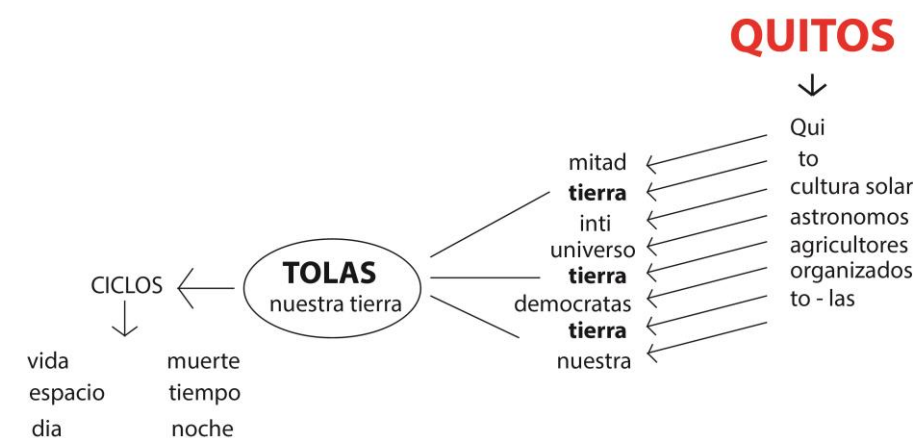 QUITOS
Qui
to
cultura solar
astronomos
agricultores
organizados
to - las
mitad
tierra
inti
universo
tierra
democratas
tierra
nuestra
TOLAS
nuestra tierra
CICLOS
vida muerte
espacio tiempo
dia noche